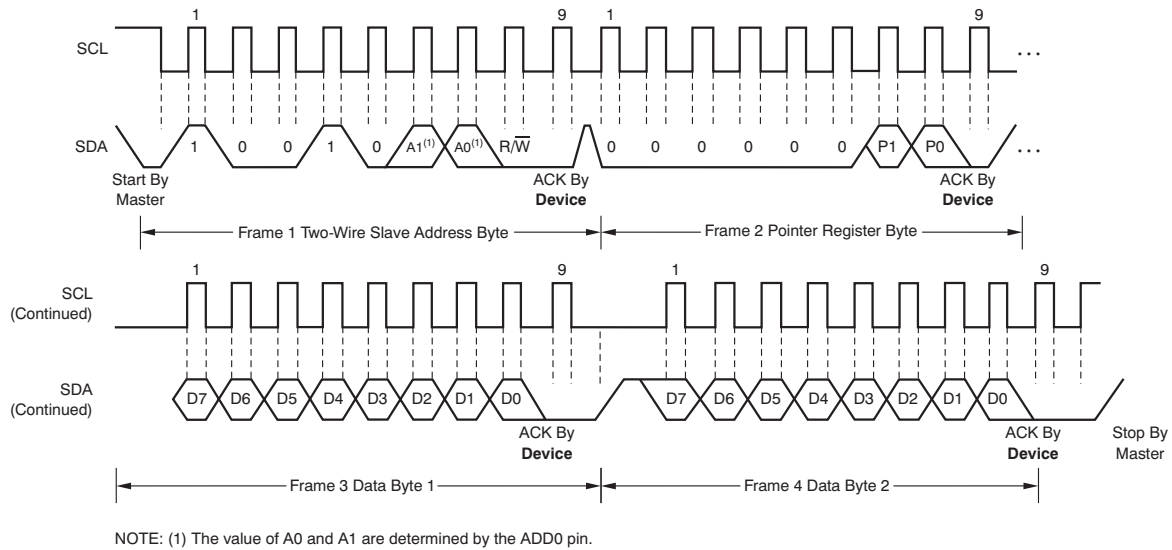 1 9 1 9
SCL ...
SDA 1 0 0 1 0 A1(1) A0(1) R/W̅ 0 0 0 0 0 0 P1 P0 ...
Start By Master
ACK By Device
ACK By Device
Frame 1 Two-Wire Slave Address Byte
Frame 2 Pointer Register Byte
1 9 1 9
SCL (Continued)
SDA (Continued) D7 D6 D5 D4 D3 D2 D1 D0 D7 D6 D5 D4 D3 D2 D1 D0
ACK By Device
ACK By Device
Stop By Master
Frame 3 Data Byte 1
Frame 4 Data Byte 2
NOTE: (1) The value of A0 and A1 are determined by the ADD0 pin.